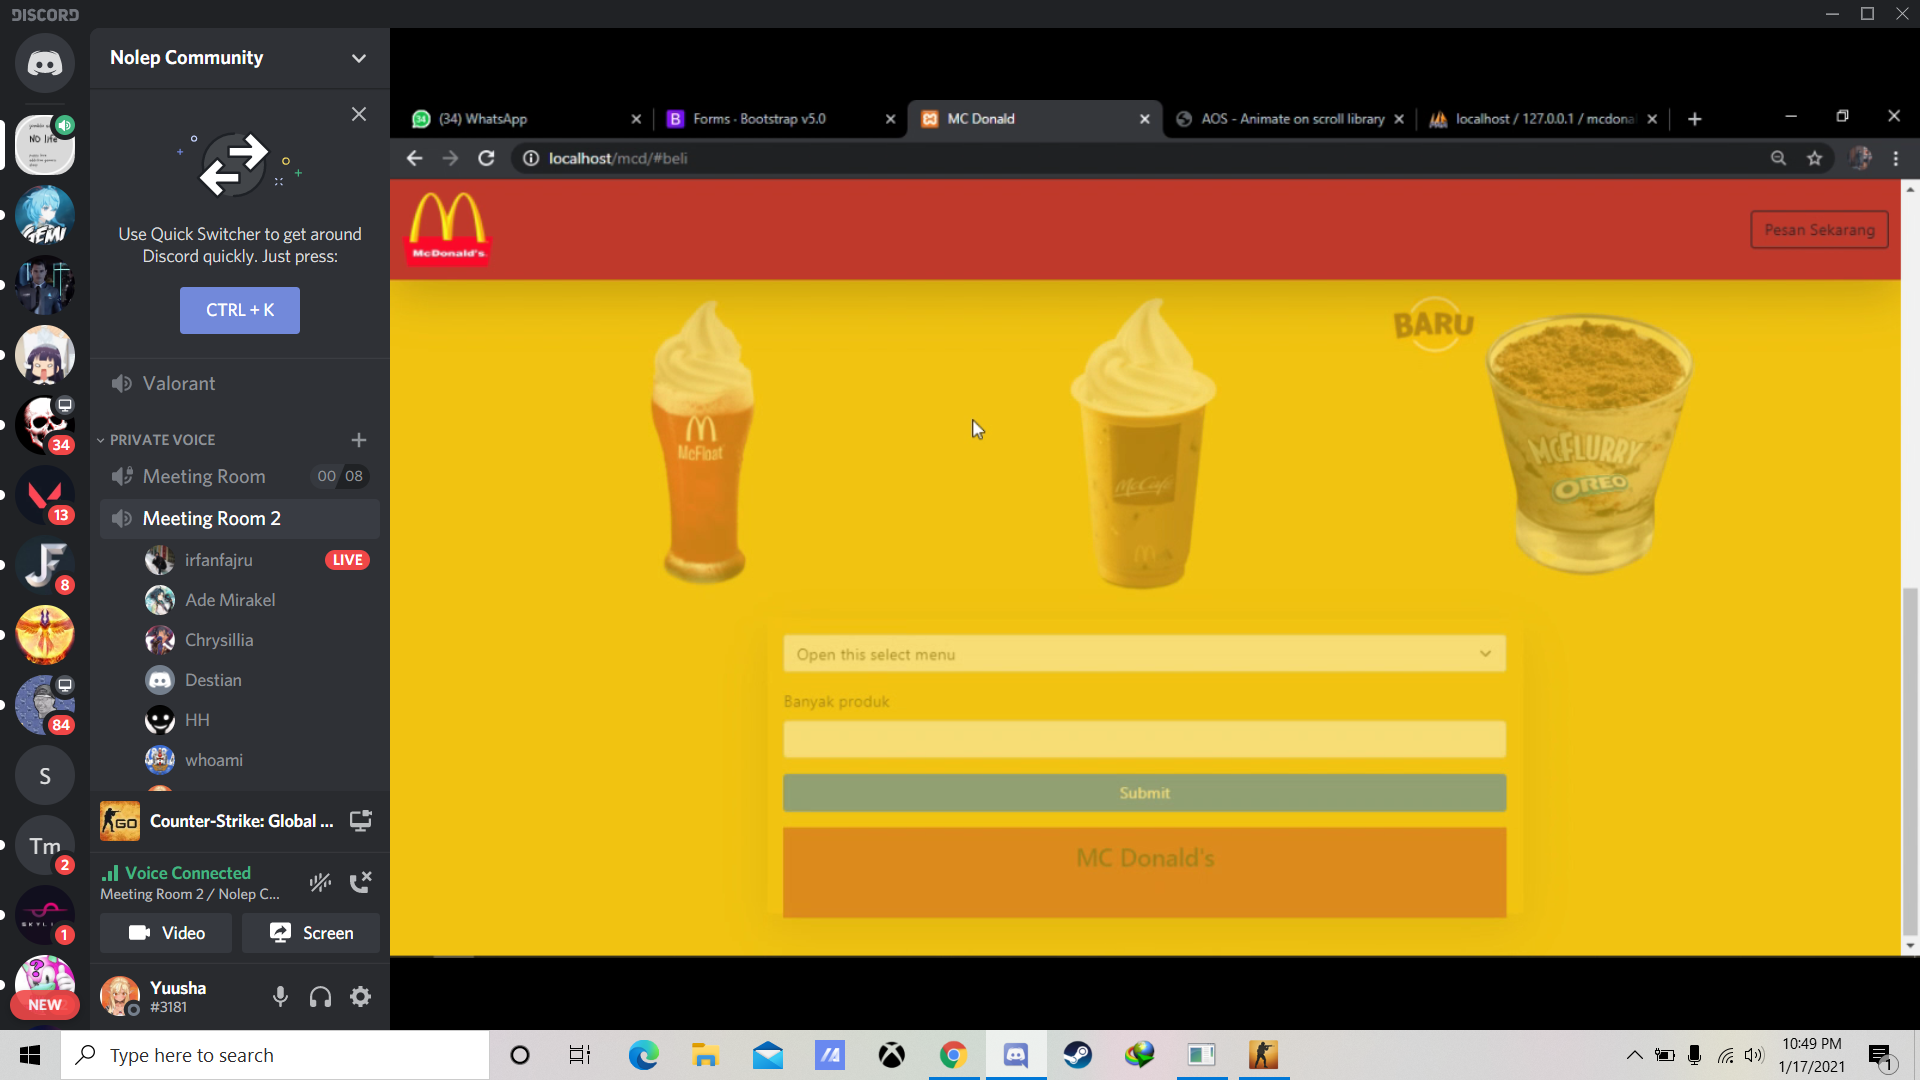 DISCORD
Nolep Community
NO life
Use Quick Switcher to get around
Discord quickly. Just press:
CTRL + K
Valorant
PRIVATE VOICE
Meeting Room
00 08
Meeting Room 2
irfanfajru
LIVE
Ade Mirakel
Chrysillia
Destian
HH
whoami
GO
Counter-Strike: Global ...
Voice Connected
Meeting Room 2 / Nolep C...
Video
Screen
Yuusha
#3181
GEMI
34
13
8
84
S
Tm
2
1
NEW
(34) WhatsApp
Forms · Bootstrap v5.0
MC Donald
AOS - Animate on scroll library
localhost / 127.0.0.1 / mcdona
localhost/mcd/#beli
McDonald's
Pesan Sekarang
McFloat
McCafé
BARU
McFLURRY
OREO
Open this select menu
Banyak produk
Submit
MC Donald's
Type here to search
10:49 PM
1/17/2021
1